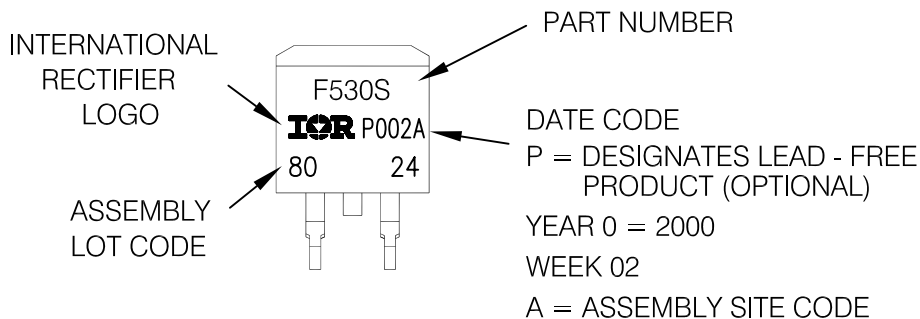 INTERNATIONAL
RECTIFIER
LOGO
ASSEMBLY
LOT CODE
F530S
IOR P002A
80 24
PART NUMBER
DATE CODE
P = DESIGNATES LEAD - FREE
PRODUCT (OPTIONAL)
YEAR 0 = 2000
WEEK 02
A = ASSEMBLY SITE CODE